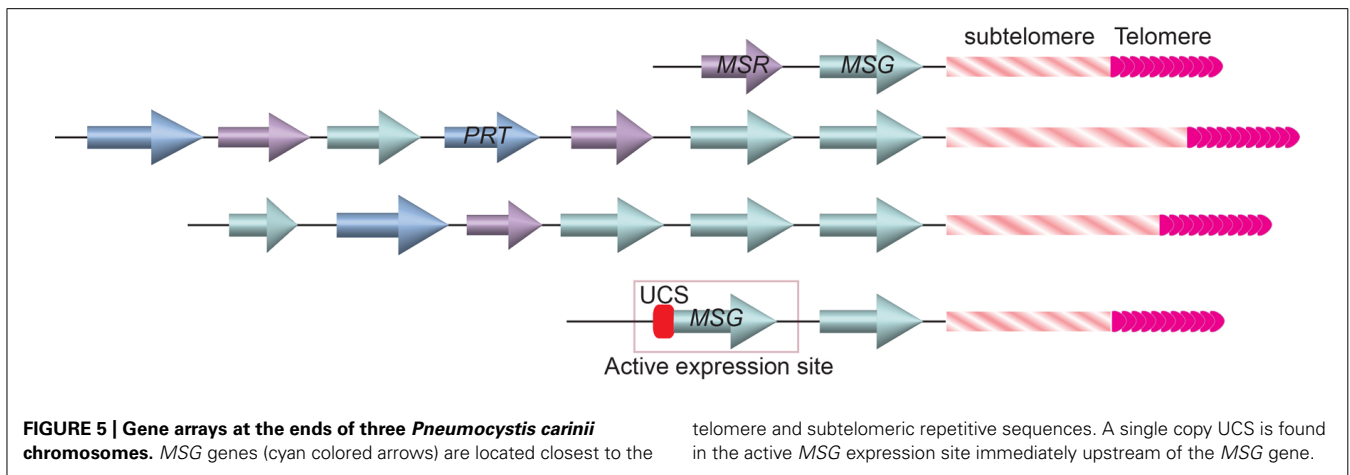 subtelomere Telomere
MSR MSG
PRT
UCS
MSG
Active expression site
FIGURE 5 | Gene arrays at the ends of three Pneumocystis carinii
chromosomes. MSG genes (cyan colored arrows) are located closest to the
telomere and subtelomeric repetitive sequences. A single copy UCS is found
in the active MSG expression site immediately upstream of the MSG gene.